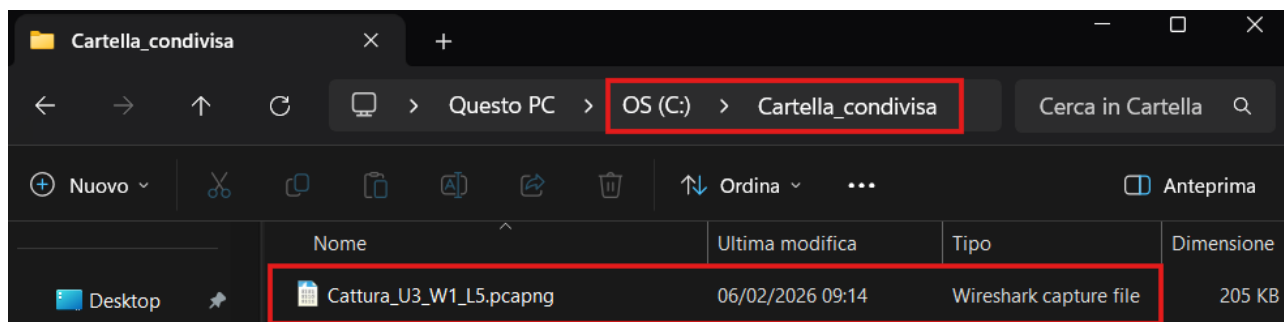 Cartella_condivisa
Questo PC > OS (C:) > Cartella_condivisa Cerca in Cartella
Nuovo Ordina Anteprima
Nome Ultima modifica Tipo Dimensione
Desktop Cattura_U3_W1_L5.pcapng 06/02/2026 09:14 Wireshark capture file 205 KB